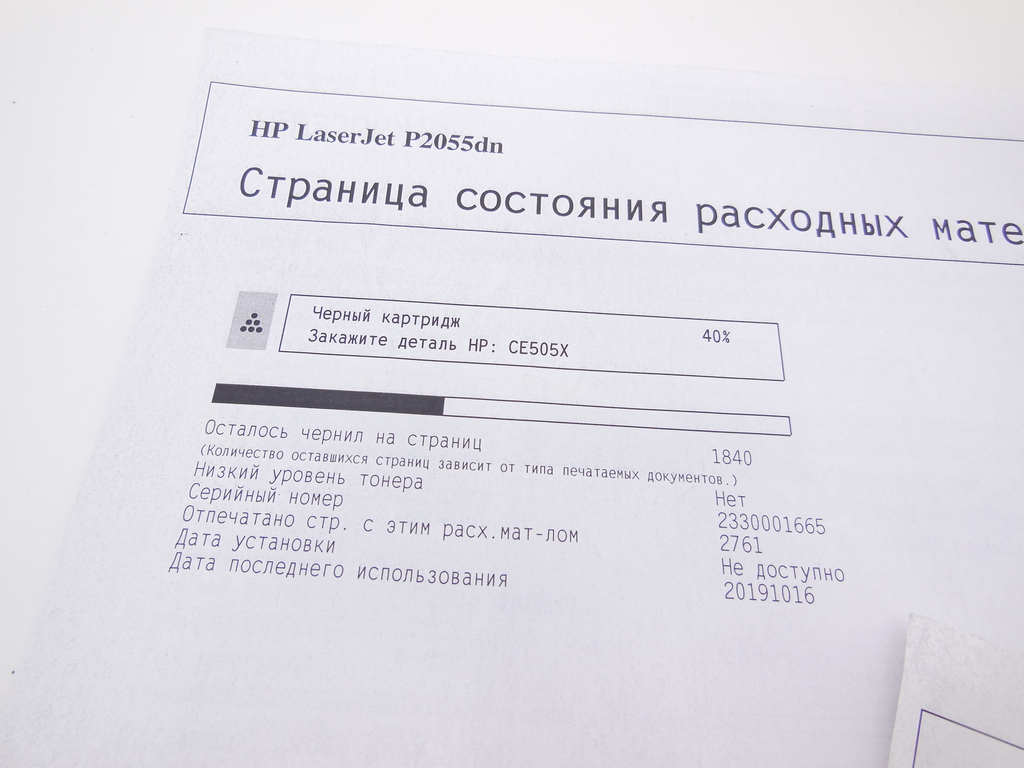 HP LaserJet P2055dn
Страница состояния расходных мате
Черный картридж 40%
Закажите деталь HP: CE505X
Осталось чернил на страниц 1840
(Количество оставшихся страниц зависит от типа печатаемых документов.)
Низкий уровень тонера Нет
Серийный номер 2330001665
Отпечатано стр. с этим расх.мат-лом 2761
Дата установки Не доступно
Дата последнего использования 20191016